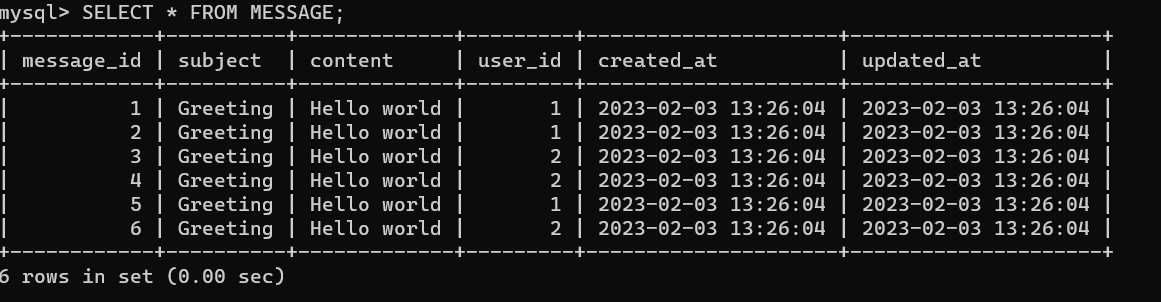 mysql> SELECT * FROM MESSAGE;
+------------+----------+-------------+---------+---------------------+---------------------+
| message_id | subject  | content     | user_id | created_at          | updated_at          |
+------------+----------+-------------+---------+---------------------+---------------------+
|          1 | Greeting | Hello world |       1 | 2023-02-03 13:26:04 | 2023-02-03 13:26:04 |
|          2 | Greeting | Hello world |       1 | 2023-02-03 13:26:04 | 2023-02-03 13:26:04 |
|          3 | Greeting | Hello world |       2 | 2023-02-03 13:26:04 | 2023-02-03 13:26:04 |
|          4 | Greeting | Hello world |       2 | 2023-02-03 13:26:04 | 2023-02-03 13:26:04 |
|          5 | Greeting | Hello world |       1 | 2023-02-03 13:26:04 | 2023-02-03 13:26:04 |
|          6 | Greeting | Hello world |       2 | 2023-02-03 13:26:04 | 2023-02-03 13:26:04 |
+------------+----------+-------------+---------+---------------------+---------------------+
6 rows in set (0.00 sec)